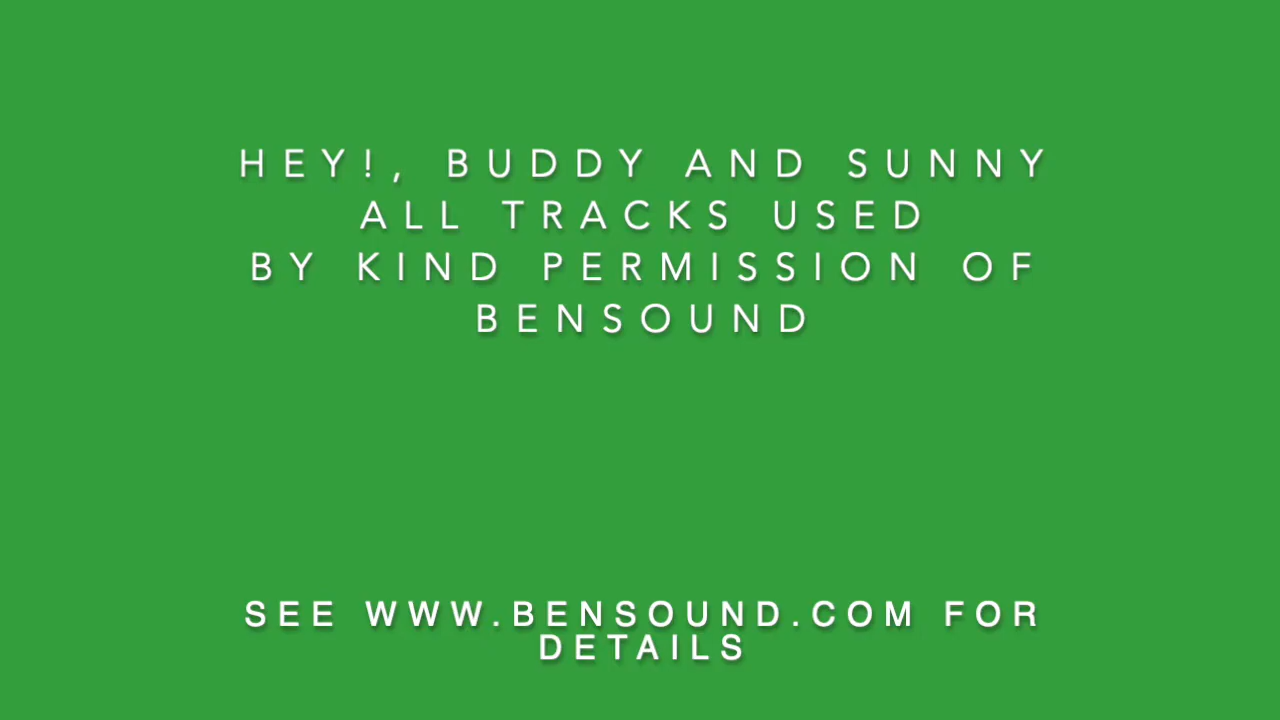 HEY!, BUDDY AND SUNNY
ALL TRACKS USED
BY KIND PERMISSION OF
BENSOUND
SEE WWW.BENSOUND.COM FOR
DETAILS